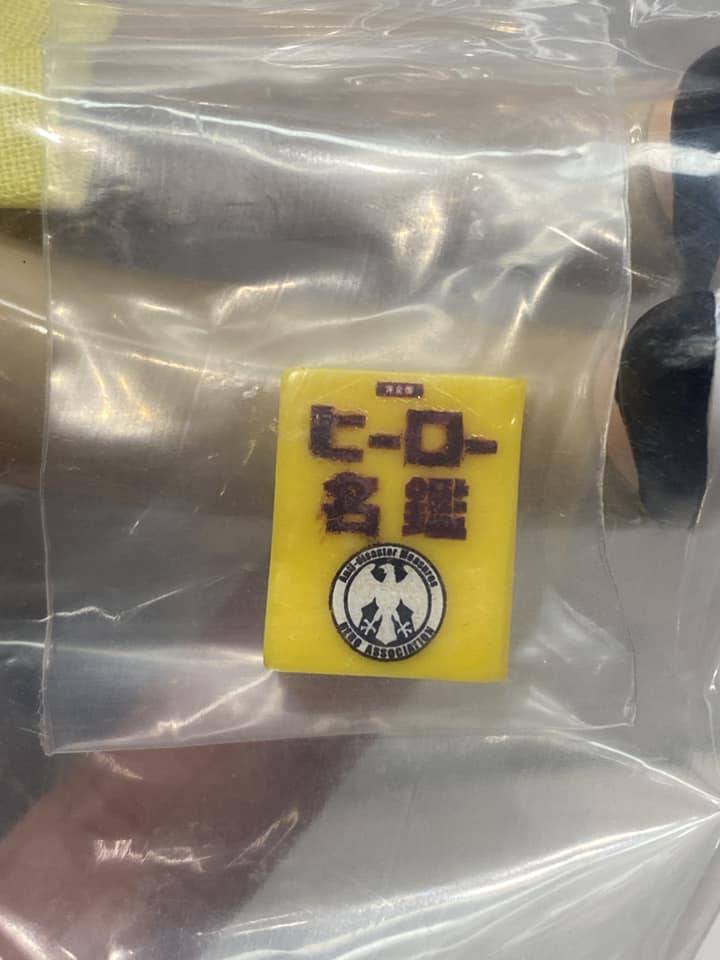 ヒーロー
名鑑
Anti-disaster Measures
HERO ASSOCIATION